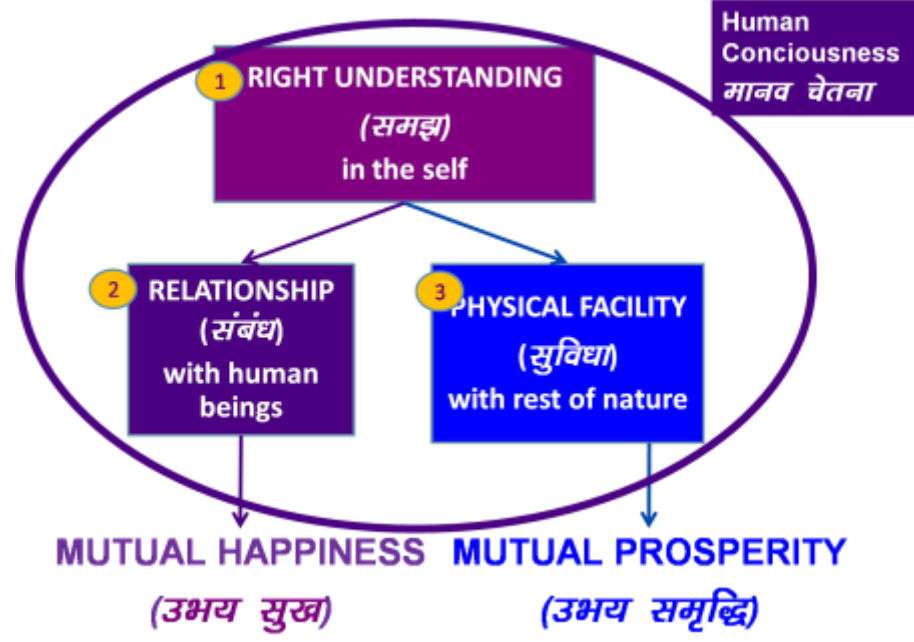 Human
Conciousness
मानव चेतना
1
RIGHT UNDERSTANDING
(समझ)
in the self
2
RELATIONSHIP
(संबंध)
with human
beings
3
PHYSICAL FACILITY
(सुविधा)
with rest of nature
MUTUAL HAPPINESS
(उभय सुख)
MUTUAL PROSPERITY
(उभय समृद्धि)